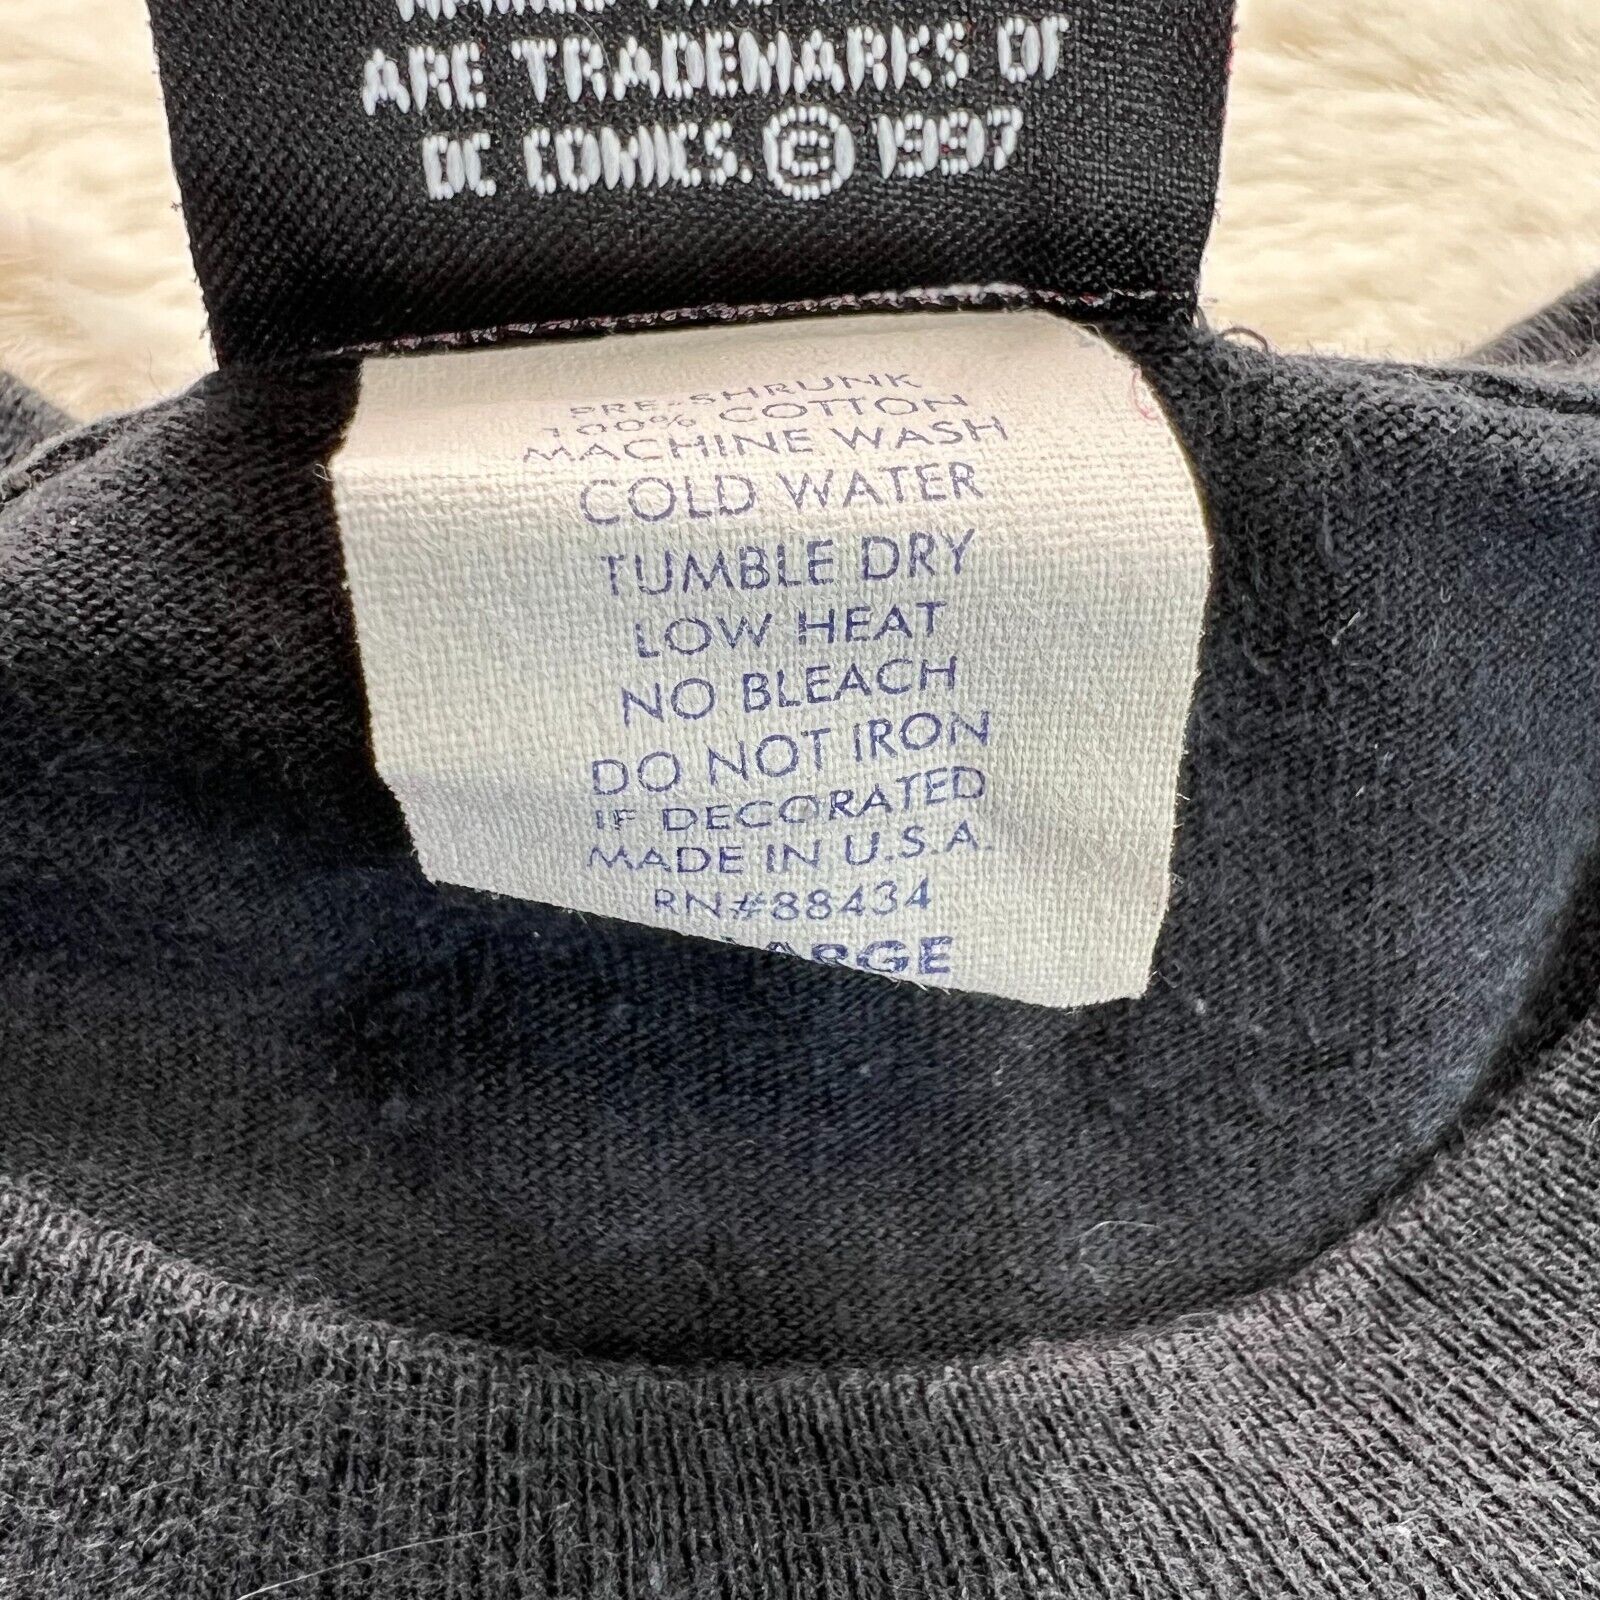 ARE TRADEMARKS OF
DC COMICS. © 1997
PRE-SHRUNK
100% COTTON
MACHINE WASH
COLD WATER
TUMBLE DRY
LOW HEAT
NO BLEACH
DO NOT IRON
IF DECORATED
MADE IN U.S.A.
RN#88434